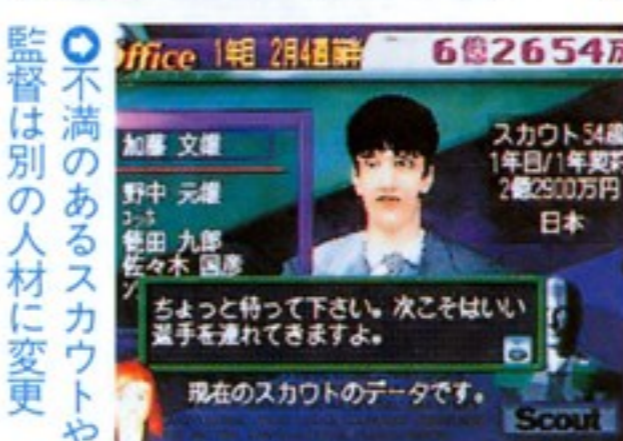 ➲不満のあるスカウトや
監督は別の人材に変更
ffice 1年目 2月4週
6億2654万
加藤 文雄
野中 元雄
コーチ
徳田 九郎
佐々木 国彦
スカウト54歳
1年目/1年契約
2億2900万円
日本
ちょっと待って下さい。次こそはいい
選手を連れてきますよ。
現在のスカウトのデータです。
Scout